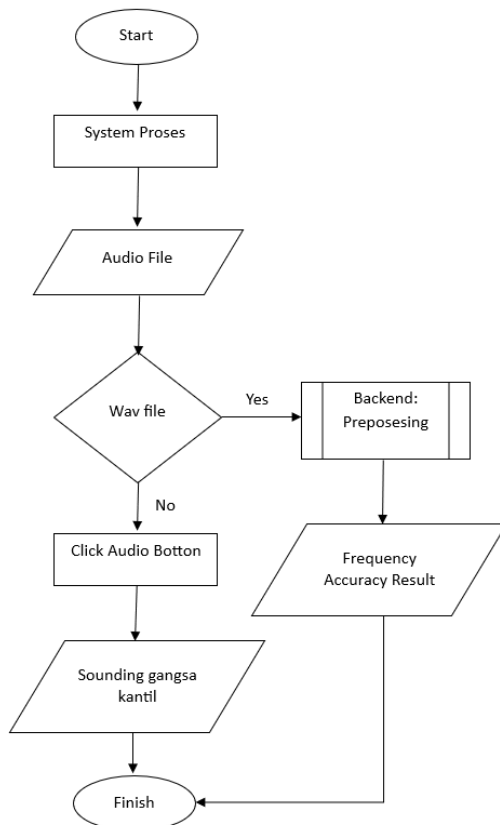 Start
System Proses
Audio File
Wav file
Yes
Backend:
Preposesing
No
Click Audio Botton
Frequency
Accuracy Result
Sounding gangsa
kantil
Finish